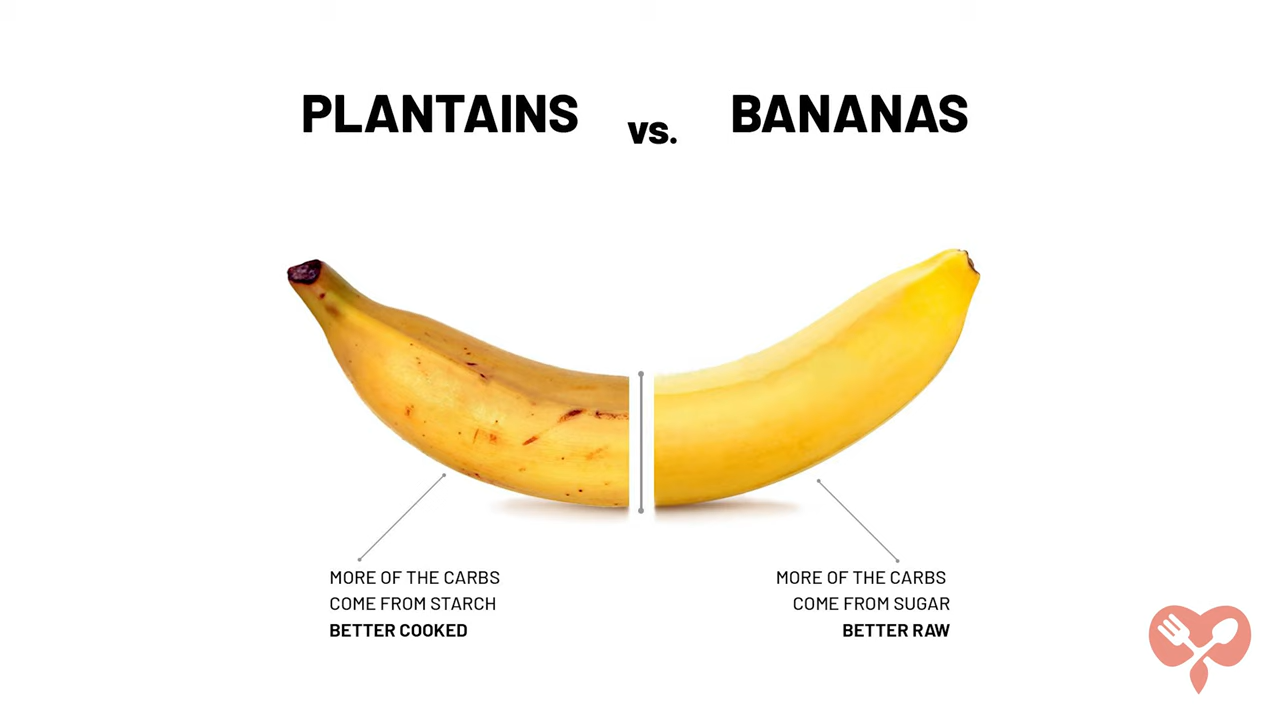 PLANTAINS vs. BANANAS
MORE OF THE CARBS
COME FROM STARCH
BETTER COOKED
MORE OF THE CARBS
COME FROM SUGAR
BETTER RAW